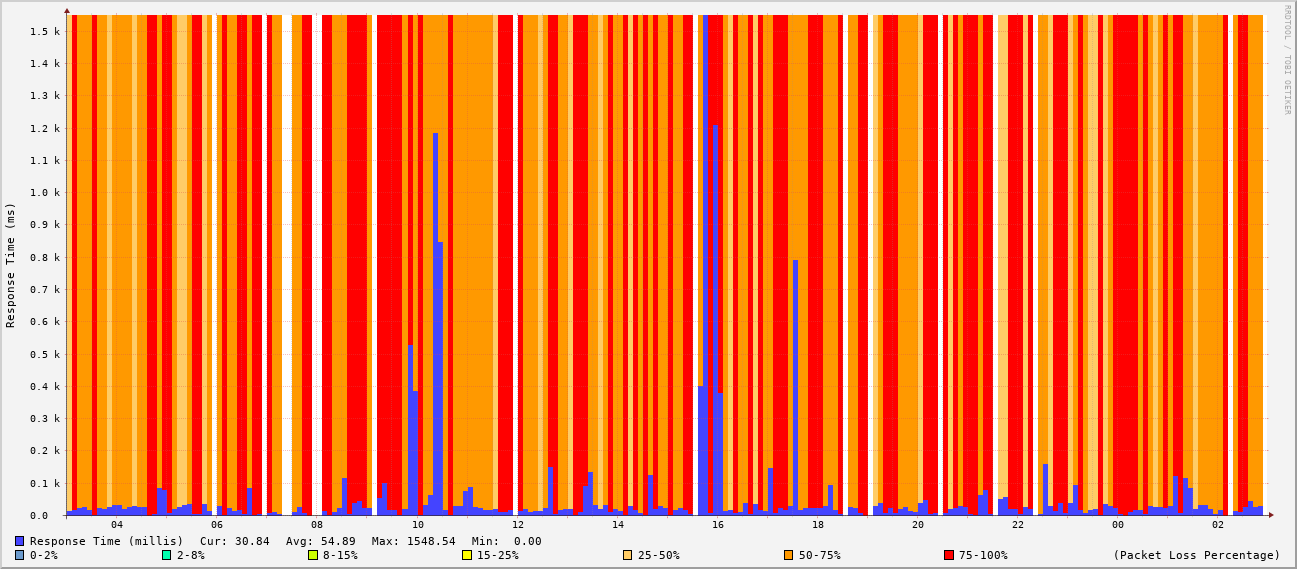 RRDTOOL / TOBI OETIKER
Response Time (ms)
1.5 k
1.4 k
1.3 k
1.2 k
1.1 k
1.0 k
0.9 k
0.8 k
0.7 k
0.6 k
0.5 k
0.4 k
0.3 k
0.2 k
0.1 k
0.0
04 06 08 10 12 14 16 18 20 22 00 02
Response Time (millis) Cur: 30.84 Avg: 54.89 Max: 1548.54 Min: 0.00
0-2% 2-8% 8-15% 15-25% 25-50% 50-75% 75-100% (Packet Loss Percentage)